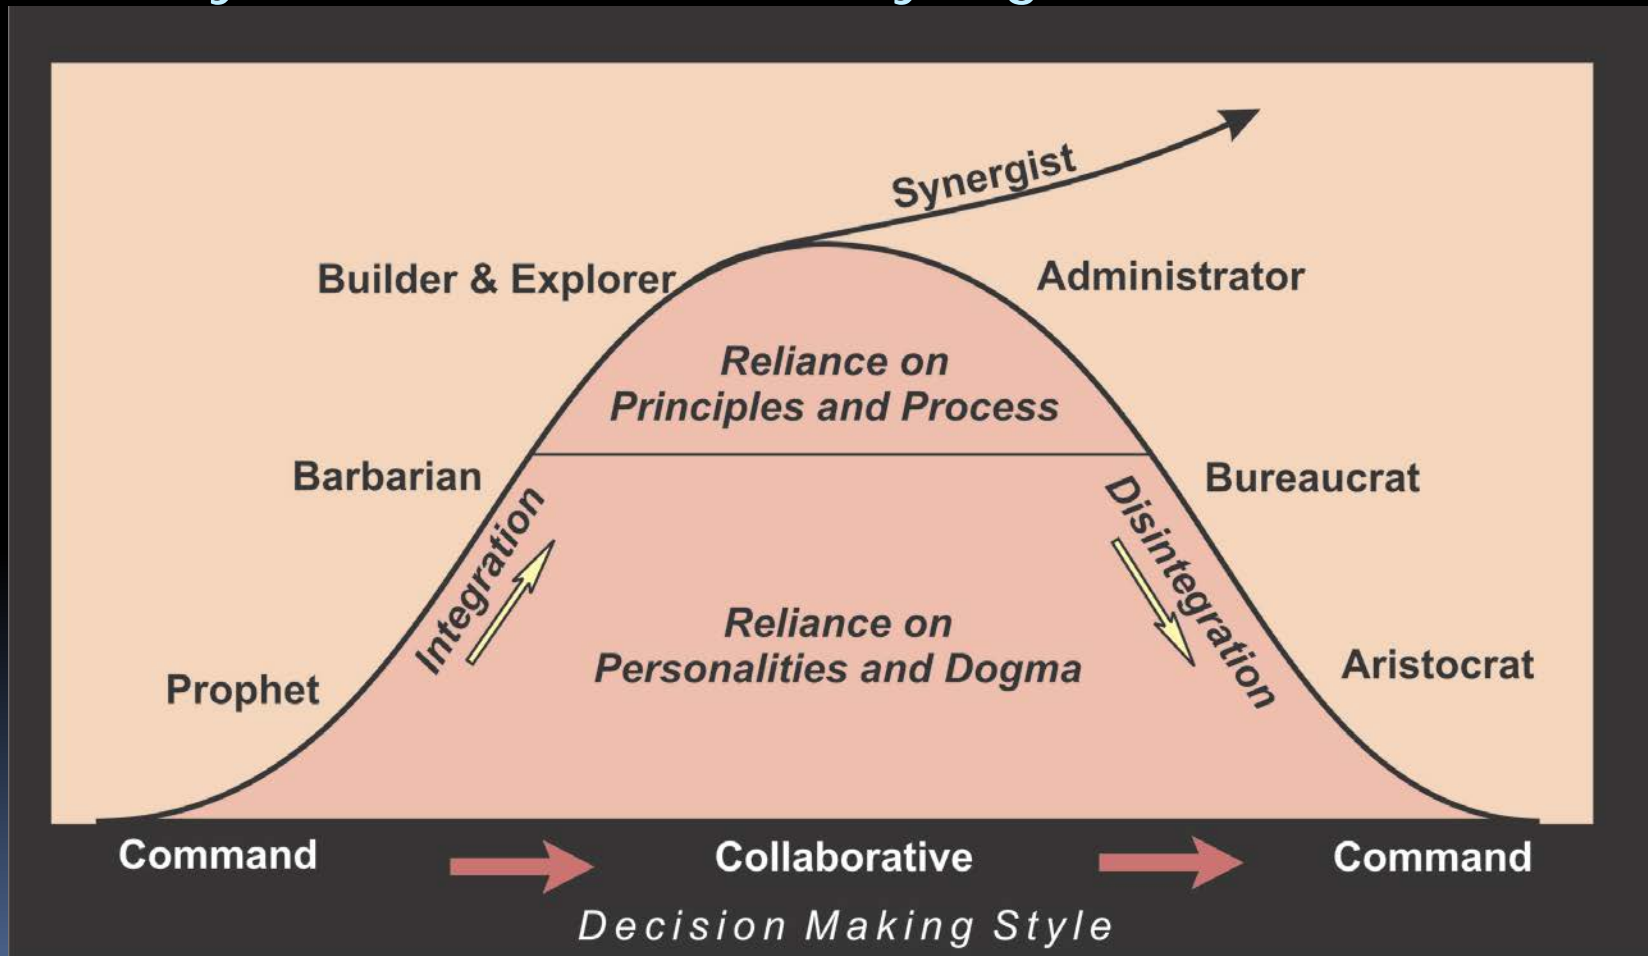 Synergist
Builder & Explorer
Administrator
Reliance on
Principles and Process
Barbarian
Bureaucrat
Integration
Disintegration
Reliance on
Personalities and Dogma
Prophet
Aristocrat
Command
Collaborative
Command
Decision Making Style